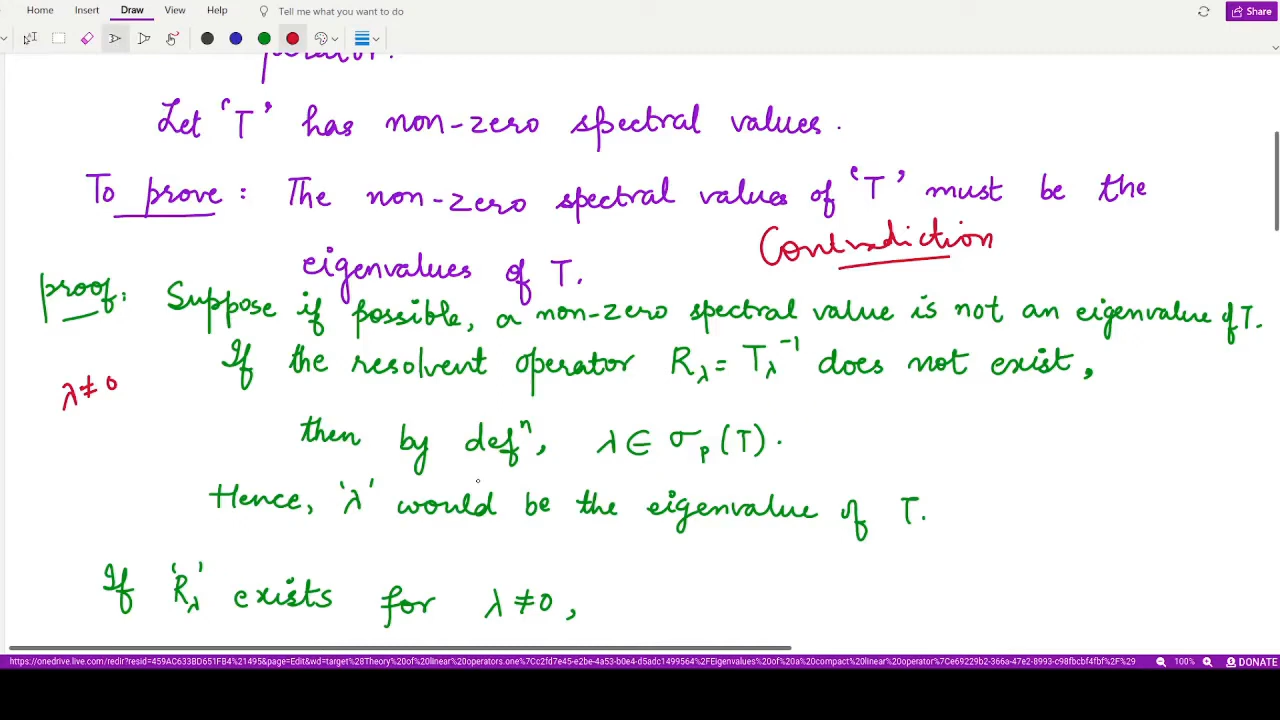 Home Insert Draw View Help Tell me what you want to do
Share
perator.
Let 'T' has non-zero spectral values.
To prove: The non-zero spectral values of 'T' must be the
eigenvalues of T.
Contradiction
proof: Suppose if possible, a non-zero spectral value is not an eigenvalue of T.
If the resolvent operator Rλ = Tλ⁻¹ does not exist,
λ≠0
then by defⁿ, λ ∈ σp(T).
Hence, 'λ' would be the eigenvalue of T.
If 'Rλ' exists for λ≠0,
100%
DONATE